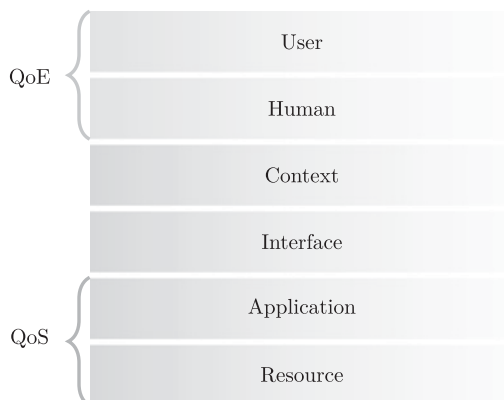 User
QoE
Human
Context
Interface
Application
QoS
Resource